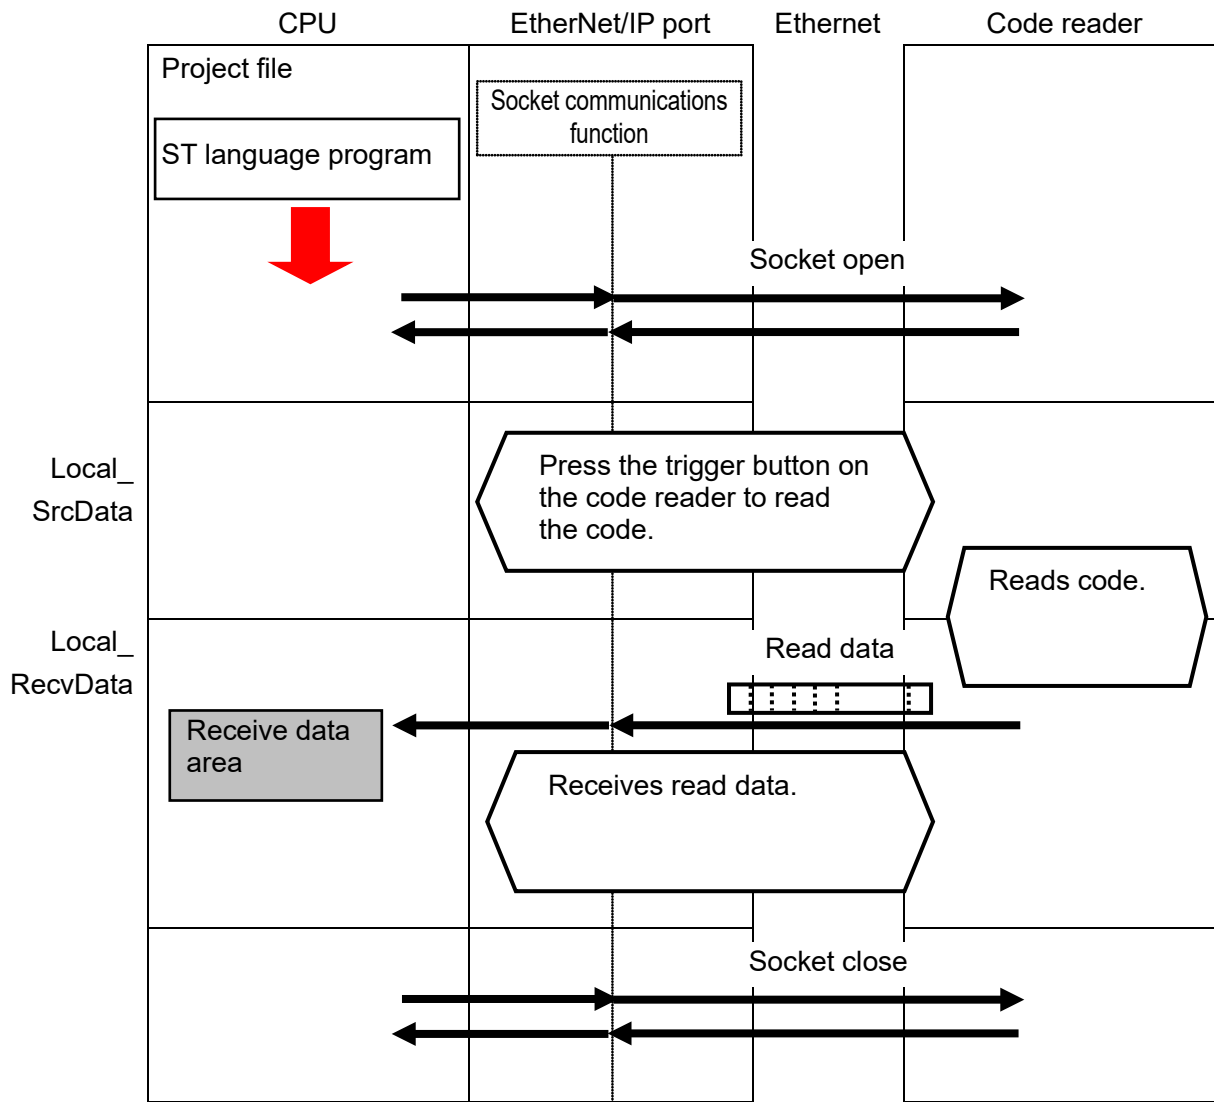 CPU
EtherNet/IP port
Ethernet
Code reader
Project file
Socket communications
function
ST language program
Socket open
Local_
SrcData
Press the trigger button on
the code reader to read
the code.
Reads code.
Local_
RecvData
Read data
Receive data
area
Receives read data.
Socket close